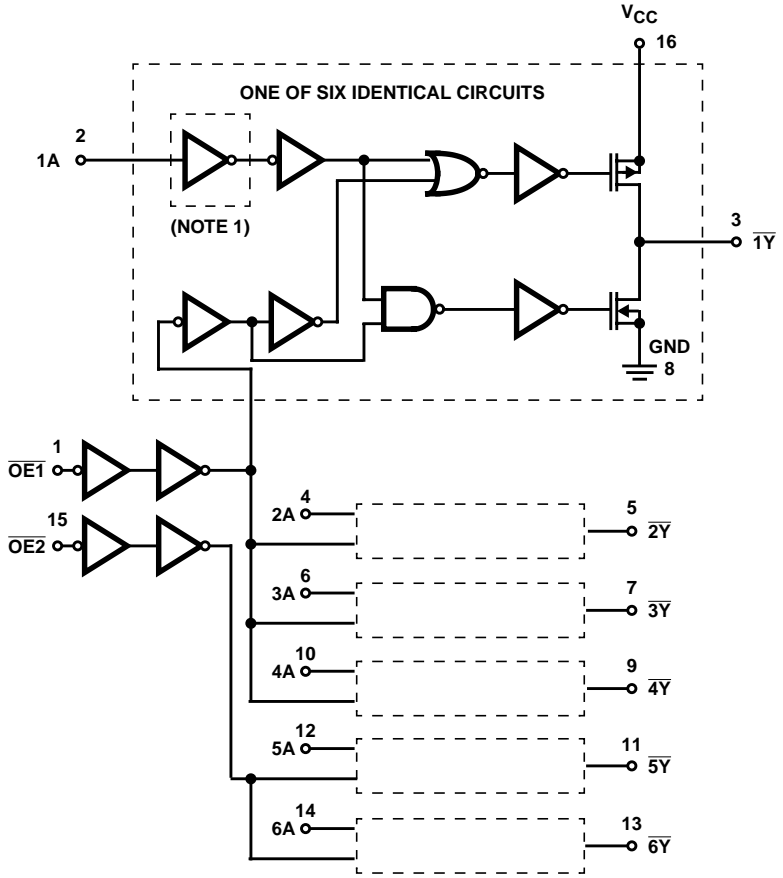 VCC
16
ONE OF SIX IDENTICAL CIRCUITS
2
1A
(NOTE 1)
3
1Y
GND
8
1
OE1
15
OE2
4
2A
5
2Y
6
3A
7
3Y
10
4A
9
4Y
12
5A
11
5Y
14
6A
13
6Y